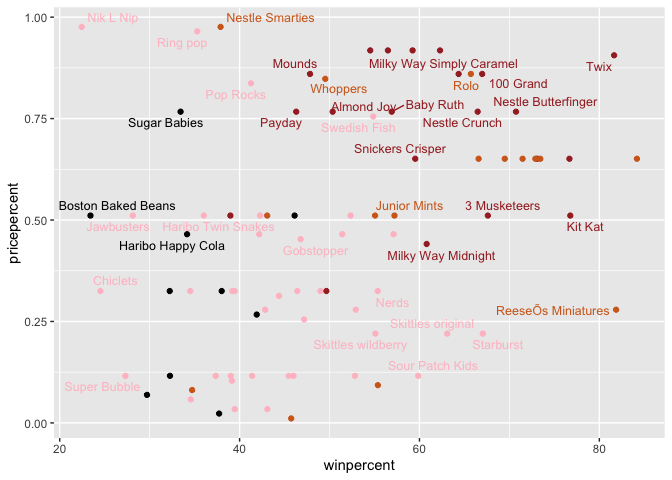 1.00
0.75
0.50
0.25
0.00
pricepercent
Nik L Nip
Nestle Smarties
Ring pop
Mounds
Milky Way Simply Caramel
Twix
Whoppers
Rolo
100 Grand
Pop Rocks
Almond Joy
Baby Ruth
Nestle Butterfinger
Sugar Babies
Payday
Swedish Fish
Nestle Crunch
Snickers Crisper
Boston Baked Beans
Junior Mints
3 Musketeers
Jawbusters
Haribo Twin Snakes
Kit Kat
Haribo Happy Cola
Gobstopper
Milky Way Midnight
Chiclets
Nerds
ReeseÕs Miniatures
Skittles original
Skittles wildberry
Starburst
Sour Patch Kids
Super Bubble
20
40
60
80
winpercent